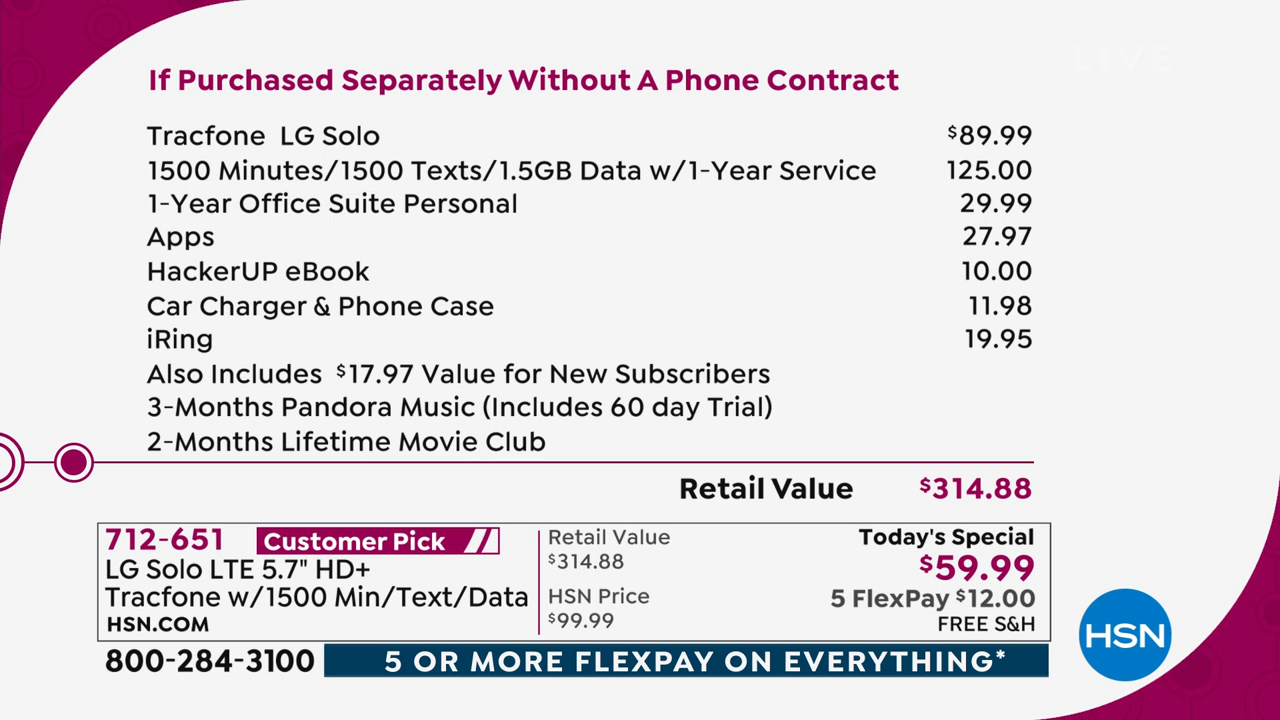 LIVE
If Purchased Separately Without A Phone Contract
Tracfone LG Solo $89.99
1500 Minutes/1500 Texts/1.5GB Data w/1-Year Service 125.00
1-Year Office Suite Personal 29.99
Apps 27.97
HackerUP eBook 10.00
Car Charger & Phone Case 11.98
iRing 19.95
Also Includes $17.97 Value for New Subscribers
3-Months Pandora Music (Includes 60 day Trial)
2-Months Lifetime Movie Club
Retail Value $314.88
712-651 Customer Pick
LG Solo LTE 5.7" HD+
Tracfone w/1500 Min/Text/Data
HSN.COM
Retail Value
$314.88
HSN Price
$99.99
Today's Special
$59.99
5 FlexPay $12.00
FREE S&H
HSN
800-284-3100 5 OR MORE FLEXPAY ON EVERYTHING*